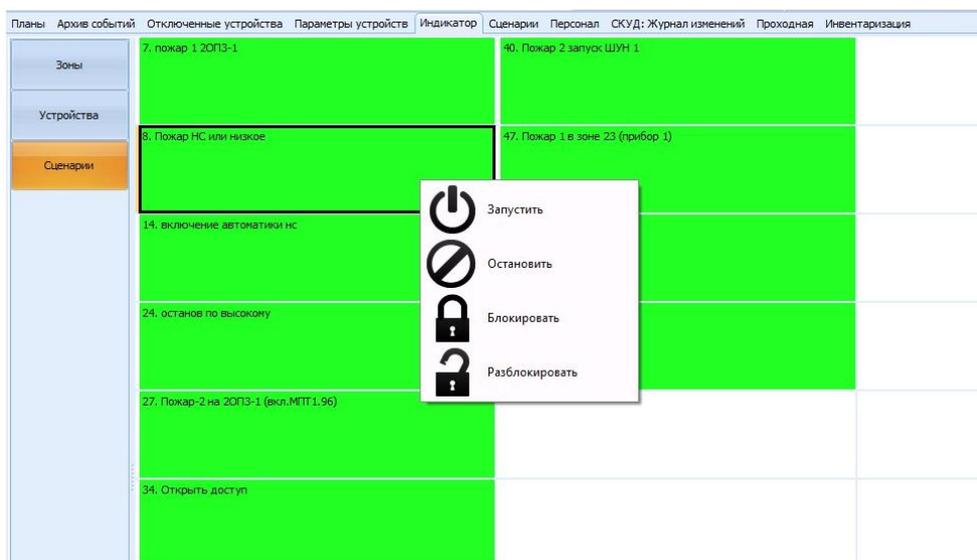 Планы Архив событий Отключенные устройства Параметры устройств Индикатор Сценарии Персонал СКУД: Журнал изменений Проходная Инвентаризация
Зоны
Устройства
Сценарии
7. пожар 1 2ОПЗ-1
40. Пожар 2 запуск ШУН 1
8. Пожар НС или низкое
47. Пожар 1 в зоне 23 (прибор 1)
14. включение автоматики нс
24. останов по высокому
27. Пожар-2 на 2ОПЗ-1 (вкл.МПТ1.96)
34. Открыть доступ
Запустить
Остановить
Блокировать
Разблокировать